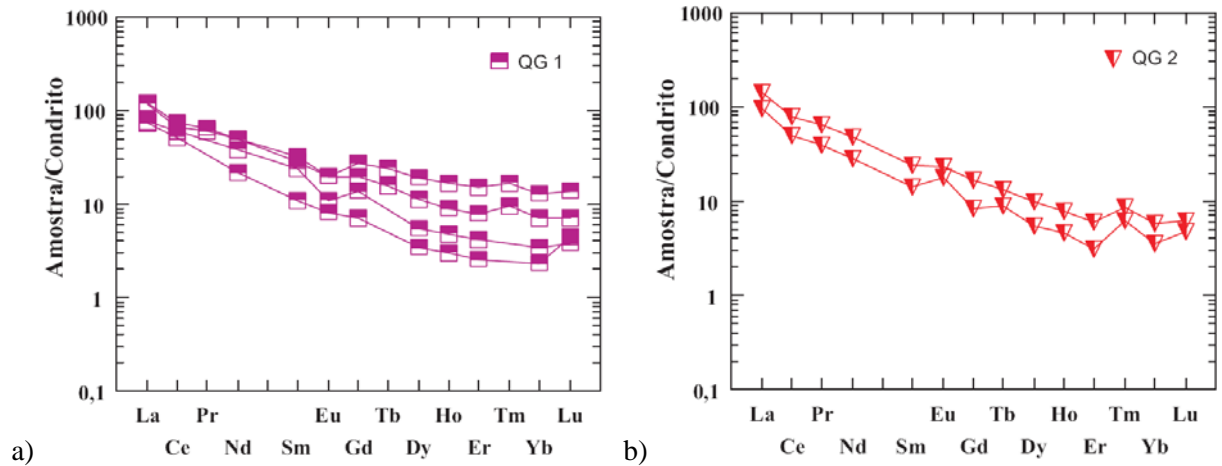 1000
100
10
1
0,1
Amostra/Condrito
QG 1
La Pr Eu Tb Ho Tm Lu
Ce Nd Sm Gd Dy Er Yb
a)
1000
100
10
1
0,1
Amostra/Condrito
QG 2
La Pr Eu Tb Ho Tm Lu
Ce Nd Sm Gd Dy Er Yb
b)